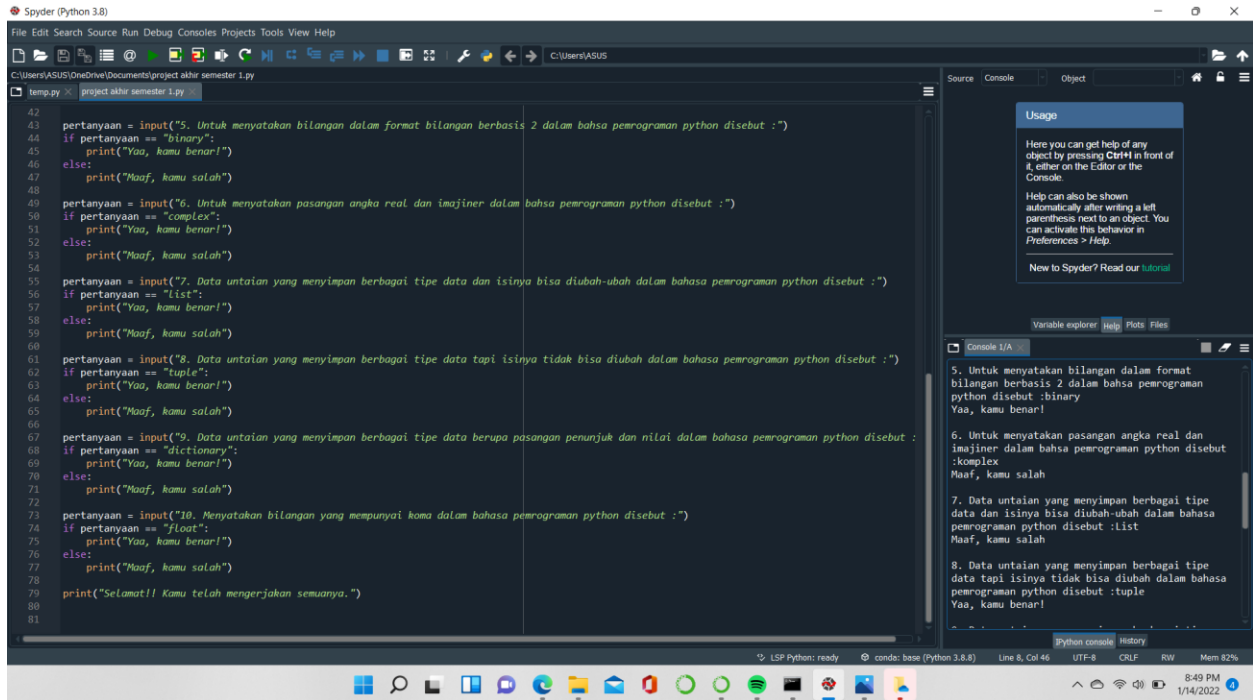 Spyder (Python 3.8)
File Edit Search Source Run Debug Consoles Projects Tools View Help
C:\Users\ASUS
C:\Users\ASUS\OneDrive\Documents\project akhir semester 1.py
temp.py
project akhir semester 1.py
42
43 pertanyaan = input("5. Untuk menyatakan bilangan dalam format bilangan berbasis 2 dalam bahsa pemrograman python disebut :")
44 if pertanyaan == "binary":
45 print("Yaa, kamu benar!")
46 else:
47 print("Maaf, kamu salah")
48
49 pertanyaan = input("6. Untuk menyatakan pasangan angka real dan imajiner dalam bahsa pemrograman python disebut :")
50 if pertanyaan == "complex":
51 print("Yaa, kamu benar!")
52 else:
53 print("Maaf, kamu salah")
54
55 pertanyaan = input("7. Data untaian yang menyimpan berbagai tipe data dan isinya bisa diubah-ubah dalam bahasa pemrograman python disebut :")
56 if pertanyaan == "list":
57 print("Yaa, kamu benar!")
58 else:
59 print("Maaf, kamu salah")
60
61 pertanyaan = input("8. Data untaian yang menyimpan berbagai tipe data tapi isinya tidak bisa diubah dalam bahasa pemrograman python disebut :")
62 if pertanyaan == "tuple":
63 print("Yaa, kamu benar!")
64 else:
65 print("Maaf, kamu salah")
66
67 pertanyaan = input("9. Data untaian yang menyimpan berbagai tipe data berupa pasangan penunjuk dan nilai dalam bahasa pemrograman python disebut :
68 if pertanyaan == "dictionary":
69 print("Yaa, kamu benar!")
70 else:
71 print("Maaf, kamu salah")
72
73 pertanyaan = input("10. Menyatakan bilangan yang mempunyai koma dalam bahasa pemrograman python disebut :")
74 if pertanyaan == "float":
75 print("Yaa, kamu benar!")
76 else:
77 print("Maaf, kamu salah")
78
79 print("Selamat!! Kamu telah mengerjakan semuanya.")
80
81
Source Console Object
Usage
Here you can get help of any
object by pressing Ctrl+I in front of
it, either on the Editor or the
Console.
Help can also be shown
automatically after writing a left
parenthesis next to an object. You
can activate this behavior in
Preferences > Help.
New to Spyder? Read our tutorial
Variable explorer Help Plots Files
Console 1/A
5. Untuk menyatakan bilangan dalam format
bilangan berbasis 2 dalam bahsa pemrograman
python disebut :binary
Yaa, kamu benar!
6. Untuk menyatakan pasangan angka real dan
imajiner dalam bahsa pemrograman python disebut
:komplex
Maaf, kamu salah
7. Data untaian yang menyimpan berbagai tipe
data dan isinya bisa diubah-ubah dalam bahasa
pemrograman python disebut :List
Maaf, kamu salah
8. Data untaian yang menyimpan berbagai tipe
data tapi isinya tidak bisa diubah dalam bahasa
pemrograman python disebut :tuple
Yaa, kamu benar!
IPython console History
LSP Python: ready conda: base (Python 3.8.8) Line 8, Col 46 UTF-8 CRLF RW Mem 82%
8:49 PM
1/14/2022
4